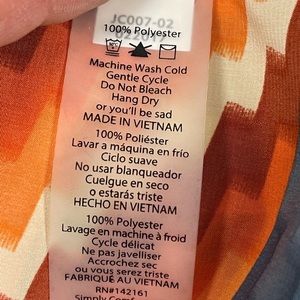 JC007-02
022017
100% Polyester
Machine Wash Cold
Gentle Cycle
Do Not Bleach
Hang Dry
or you'll be sad
MADE IN VIETNAM
100% Poliéster
Lavar a máquina en frío
Ciclo suave
No usar blanqueador
Cuelgue en seco
o estarás triste
HECHO EN VIETNAM
100% Polyester
Lavage en machine à froid
Cycle délicat
Ne pas javelliser
Accrochez sec
ou vous serez triste
FABRIQUÉ AU VIETNAM
RN#142161
Simply Comf